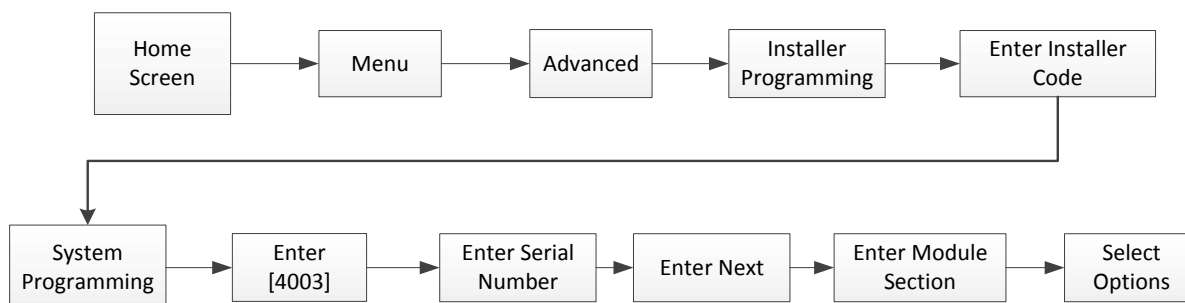 Home
Screen
Menu
Advanced
Installer
Programming
Enter Installer
Code
System
Programming
Enter
[4003]
Enter Serial
Number
Enter Next
Enter Module
Section
Select
Options